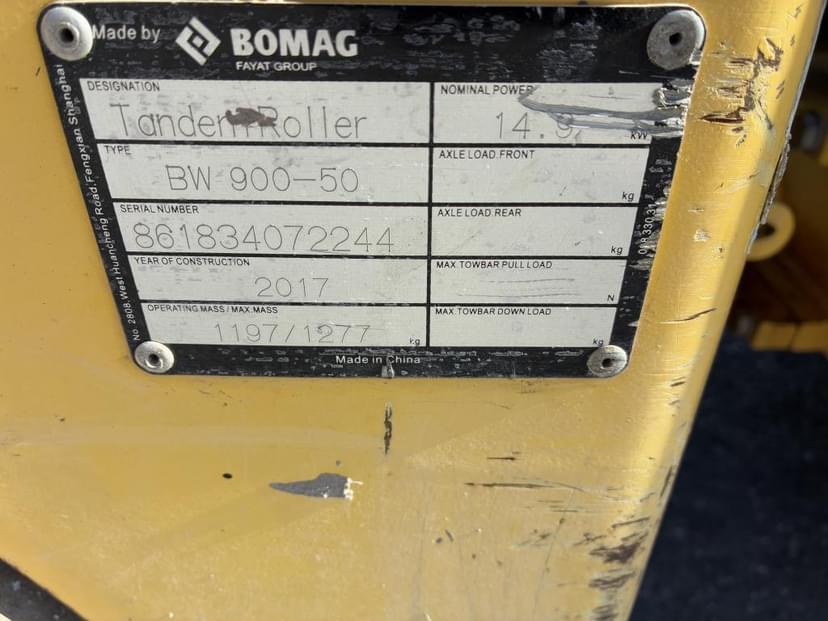 Made by BOMAG
FAYAT GROUP
DESIGNATION
Tandem Roller
NOMINAL POWER
14.9 kW
TYPE
BW 900-50
AXLE LOAD.FRONT
kg
SERIAL NUMBER
861834072244
AXLE LOAD.REAR
kg
YEAR OF CONSTRUCTION
2017
MAX.TOWBAR PULL LOAD
N
OPERATING MASS / MAX.MASS
1197/1277 kg
MAX.TOWBAR DOWN LOAD
kg
Made in China
No 2808.West Huancheng Road.Fengxian Shanghai